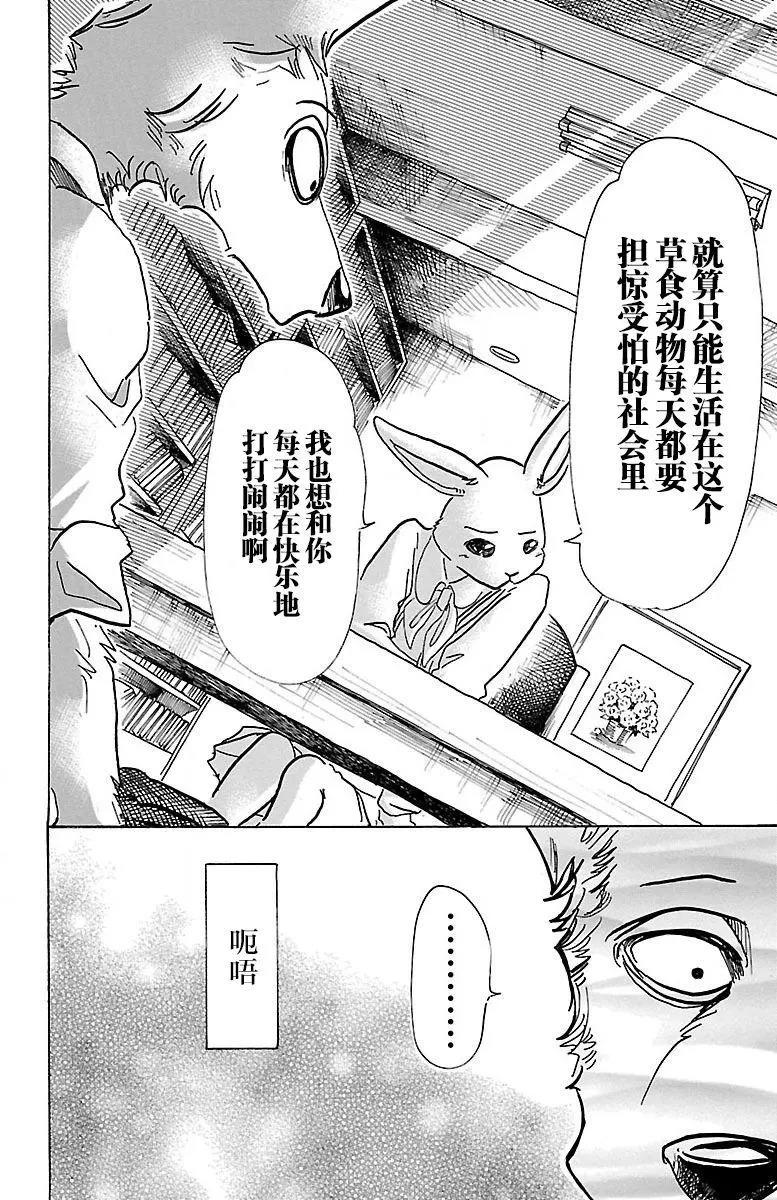 就算只能生活在这个
草食动物每天都要
担惊受怕的社会里
我也想和你
每天都在快乐地
打打闹闹啊
………
呃唔